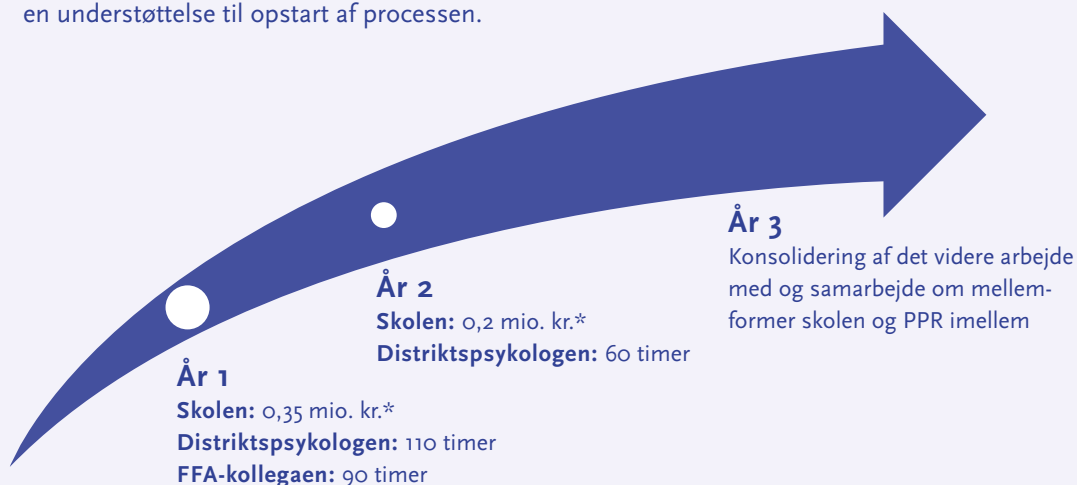 en understøttelse til opstart af processen.
År 1
Skolen: 0,35 mio. kr.*
Distriktspsykologen: 110 timer
FFA-kollegaen: 90 timer
År 2
Skolen: 0,2 mio. kr.*
Distriktspsykologen: 60 timer
År 3
Konsolidering af det videre arbejde
med og samarbejde om mellem-
former skolen og PPR imellem